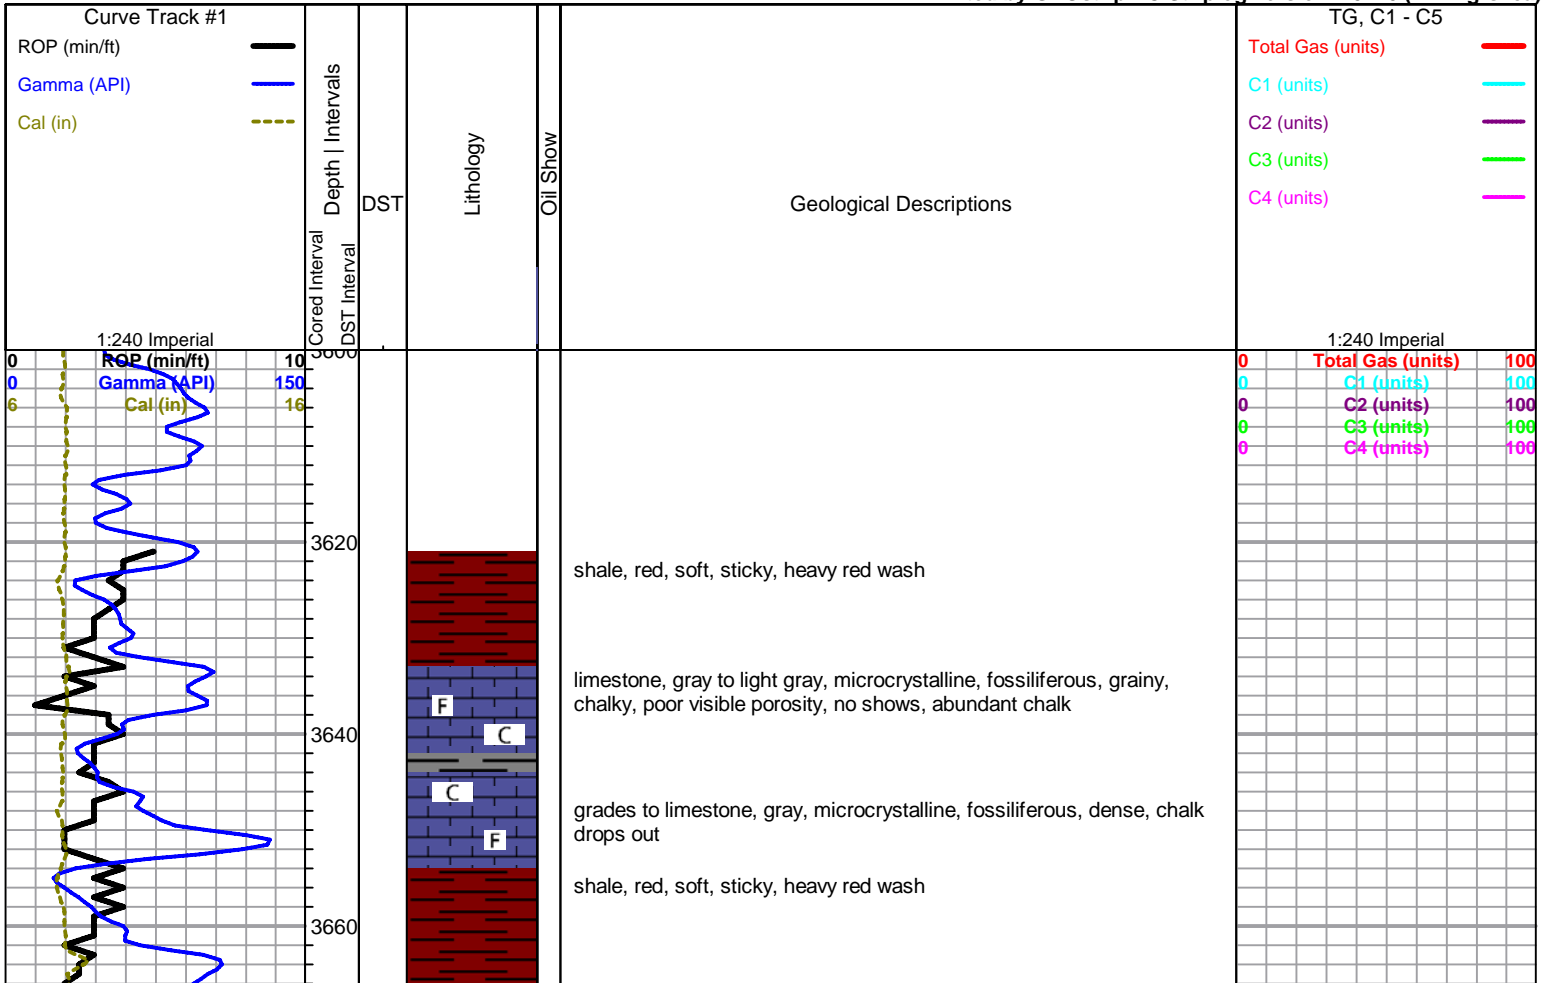 Curve Track #1
ROP (min/ft)
Gamma (API)
Cal (in)
1:240 Imperial
0 ROP (min/ft) 10
0 Gamma (API) 150
6 Cal (in) 16
Depth | Intervals
Cored Interval
DST Interval
DST
Lithology
Oil Show
Geological Descriptions
TG, C1 - C5
Total Gas (units)
C1 (units)
C2 (units)
C3 (units)
C4 (units)
1:240 Imperial
0 Total Gas (units) 100
0 C1 (units) 100
0 C2 (units) 100
0 C3 (units) 100
0 C4 (units) 100
3600
3620
shale, red, soft, sticky, heavy red wash
limestone, gray to light gray, microcrystalline, fossiliferous, grainy,
chalky, poor visible porosity, no shows, abundant chalk
F
C
3640
C
grades to limestone, gray, microcrystalline, fossiliferous, dense, chalk
drops out
F
shale, red, soft, sticky, heavy red wash
3660